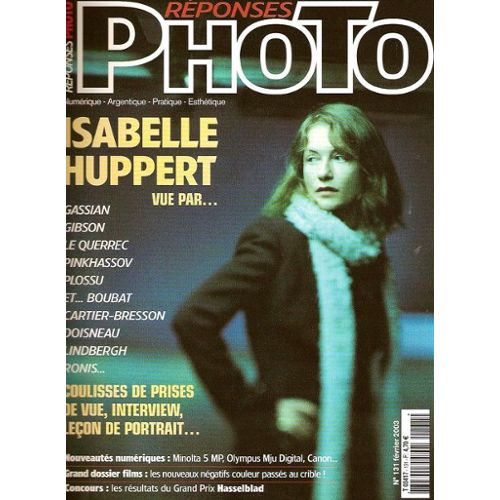 RÉPONSES PHOTO
RÉPONSES
PHOTO
Numérique - Argentique - Pratique - Esthétique
ISABELLE
HUPPERT
VUE PAR...
GASSIAN
GIBSON
LE QUERREC
PINKHASSOV
PLOSSU
ET... BOUBAT
CARTIER-BRESSON
DOISNEAU
LINDBERGH
RONIS...
COULISSES DE PRISES
DE VUE, INTERVIEW,
LEÇON DE PORTRAIT...
Nouveautés numériques : Minolta 5 MP, Olympus Mju Digital, Canon...
Grand dossier films : les nouveaux négatifs couleur passés au crible !
Concours : les résultats du Grand Prix Hasselblad
N° 131 février 2003